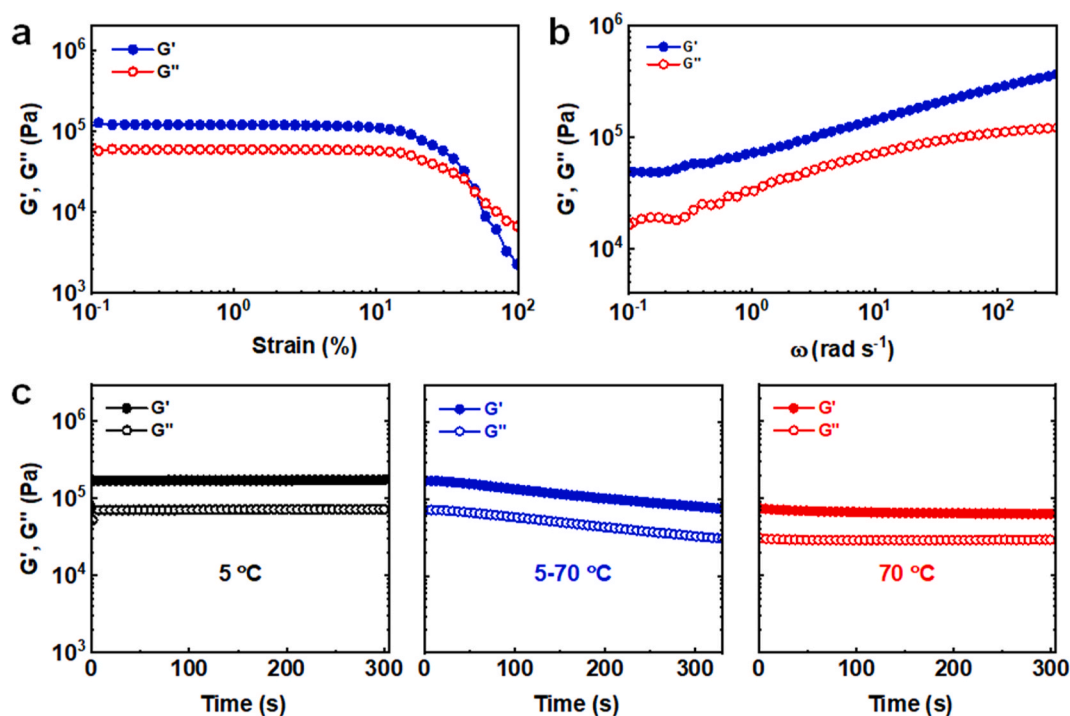 a
G'
G"
10⁶
10⁵
10⁴
10³
G', G" (Pa)
10⁻¹ 10⁰ 10¹ 10²
Strain (%)
b
G'
G"
10⁶
10⁵
10⁴
G', G" (Pa)
10⁻¹ 10⁰ 10¹ 10²
ω (rad s⁻¹)
c
G'
G"
10⁶
10⁵
10⁴
10³
G', G" (Pa)
5 °C
0 100 200 300
Time (s)
G'
G"
5-70 °C
0 100 200 300
Time (s)
G'
G"
70 °C
0 100 200 300
Time (s)